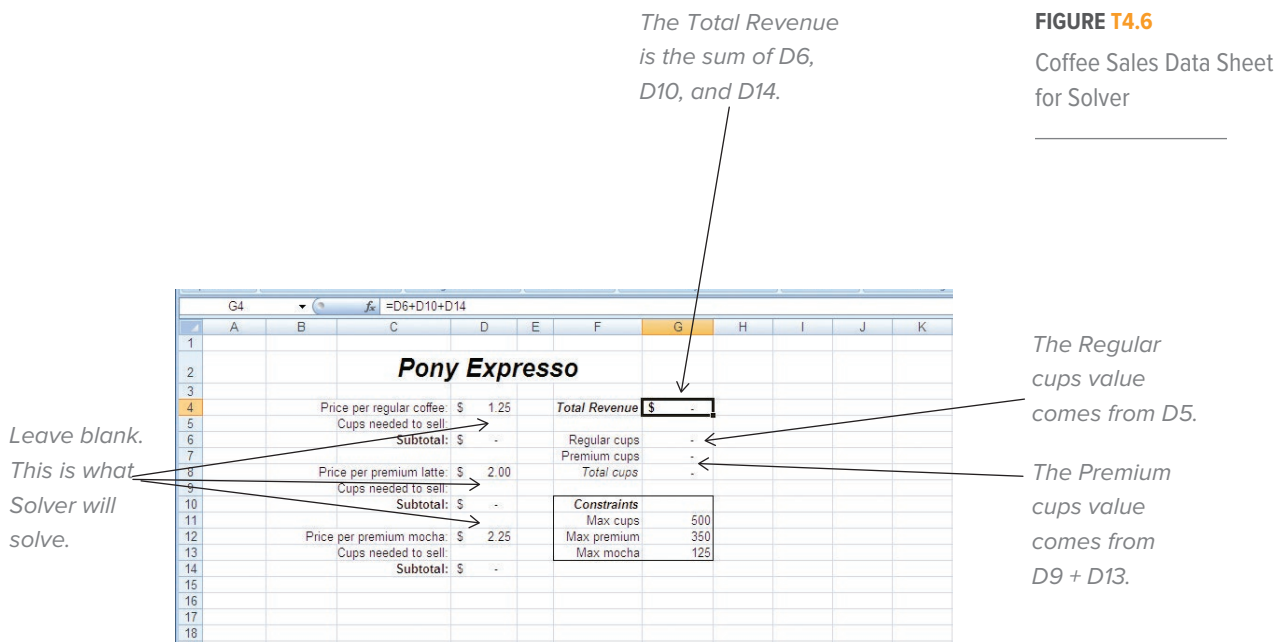 The Total Revenue
is the sum of D6,
D10, and D14.
FIGURE T4.6
Coffee Sales Data Sheet
for Solver
G4 fx =D6+D10+D14
A B C D E F G H I J K
1
2 Pony Expresso
3
4 Price per regular coffee: $ 1.25 Total Revenue $ -
5 Cups needed to sell:
6 Subtotal: $ - Regular cups -
7 Premium cups -
8 Price per premium latte: $ 2.00 Total cups -
9 Cups needed to sell:
10 Subtotal: $ - Constraints
11 Max cups 500
12 Price per premium mocha: $ 2.25 Max premium 350
13 Cups needed to sell: Max mocha 125
14 Subtotal: $ -
15
16
17
18
Leave blank.
This is what
Solver will
solve.
The Regular
cups value
comes from D5.
The Premium
cups value
comes from
D9 + D13.